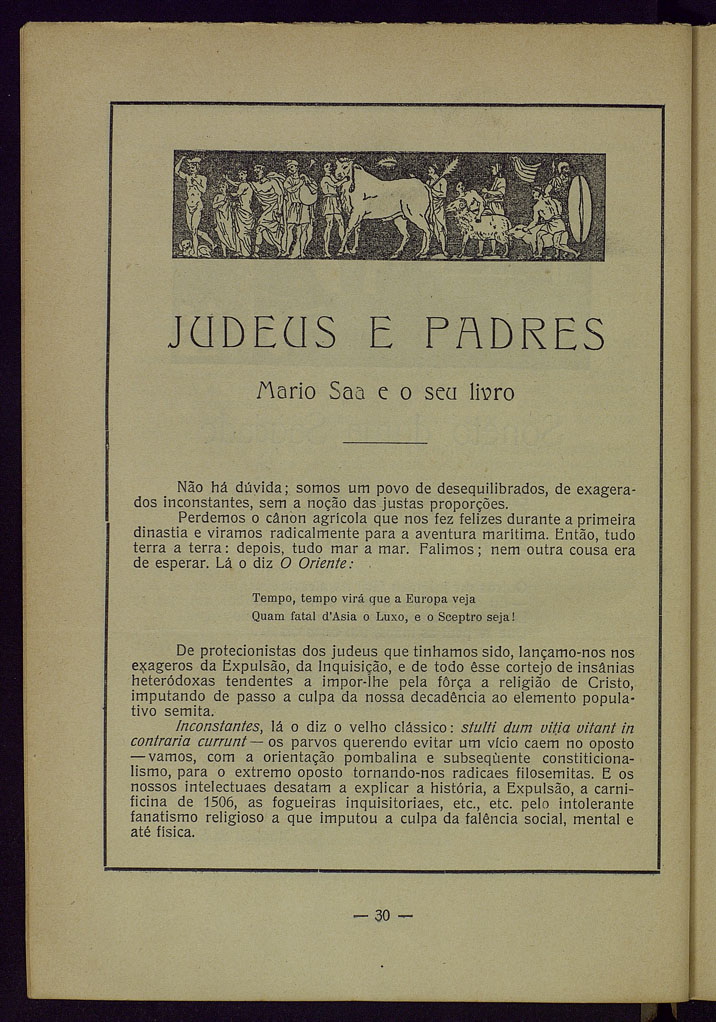 JUDEUS E PADRES
Mario Saa e o seu livro
Não há dúvida; somos um povo de desequilibrados, de exagera-
dos inconstantes, sem a noção das justas proporções.
Perdemos o cânon agrícola que nos fez felizes durante a primeira
dinastia e viramos radicalmente para a aventura marítima. Então, tudo
terra a terra: depois, tudo mar a mar. Falimos; nem outra cousa era
de esperar. Lá o diz O Oriente:
Tempo, tempo virá que a Europa veja
Quam fatal d'Asia o Luxo, e o Sceptro seja!
De protecionistas dos judeus que tinhamos sido, lançamo-nos nos
exageros da Expulsão, da Inquisição, e de todo êsse cortejo de insânias
heteródoxas tendentes a impor-lhe pela fôrça a religião de Cristo,
imputando de passo a culpa da nossa decadência ao elemento popula-
tivo semita.
Inconstantes, lá o diz o velho clássico: stulti dum vitia vitant in
contraria currunt — os parvos querendo evitar um vício caem no oposto
— vamos, com a orientação pombalina e subseqùente constiticiona-
lismo, para o extremo oposto tornando-nos radicaes filosemitas. E os
nossos intelectuaes desatam a explicar a história, a Expulsão, a carni-
ficina de 1506, as fogueiras inquisitoriaes, etc., etc. pelo intolerante
fanatismo religioso a que imputou a culpa da falência social, mental e
até física.
— 30 —